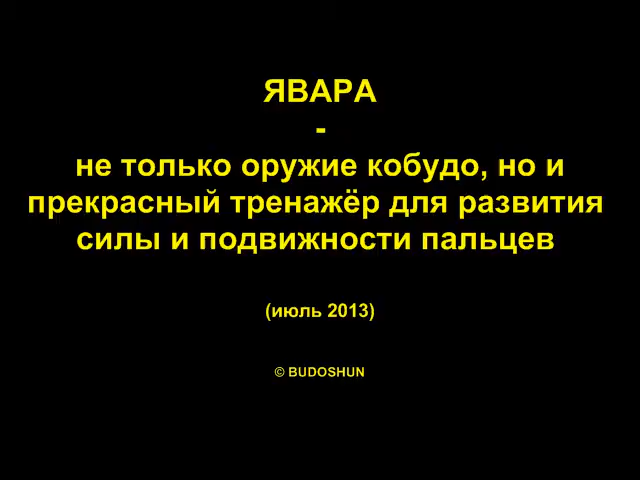 ЯВАРА
-
не только оружие кобудо, но и
прекрасный тренажёр для развития
силы и подвижности пальцев
(июль 2013)
© BUDOSHUN